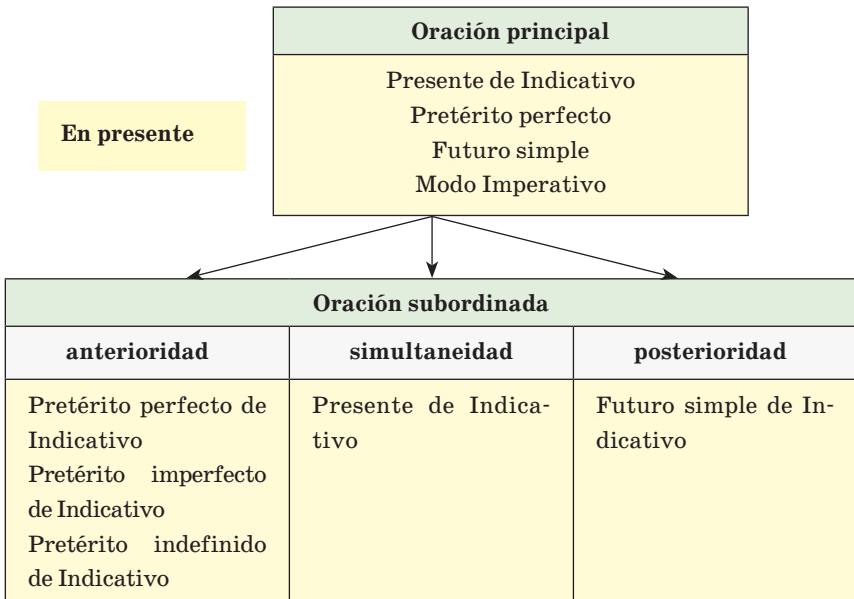 Oración principal
Presente de Indicativo
Pretérito perfecto
Futuro simple
Modo Imperativo
En presente
Oración subordinada
anterioridad
simultaneidad
posterioridad
Pretérito perfecto de
Indicativo
Pretérito imperfecto
de Indicativo
Pretérito indefinido
de Indicativo
Presente de Indica-
tivo
Futuro simple de In-
dicativo